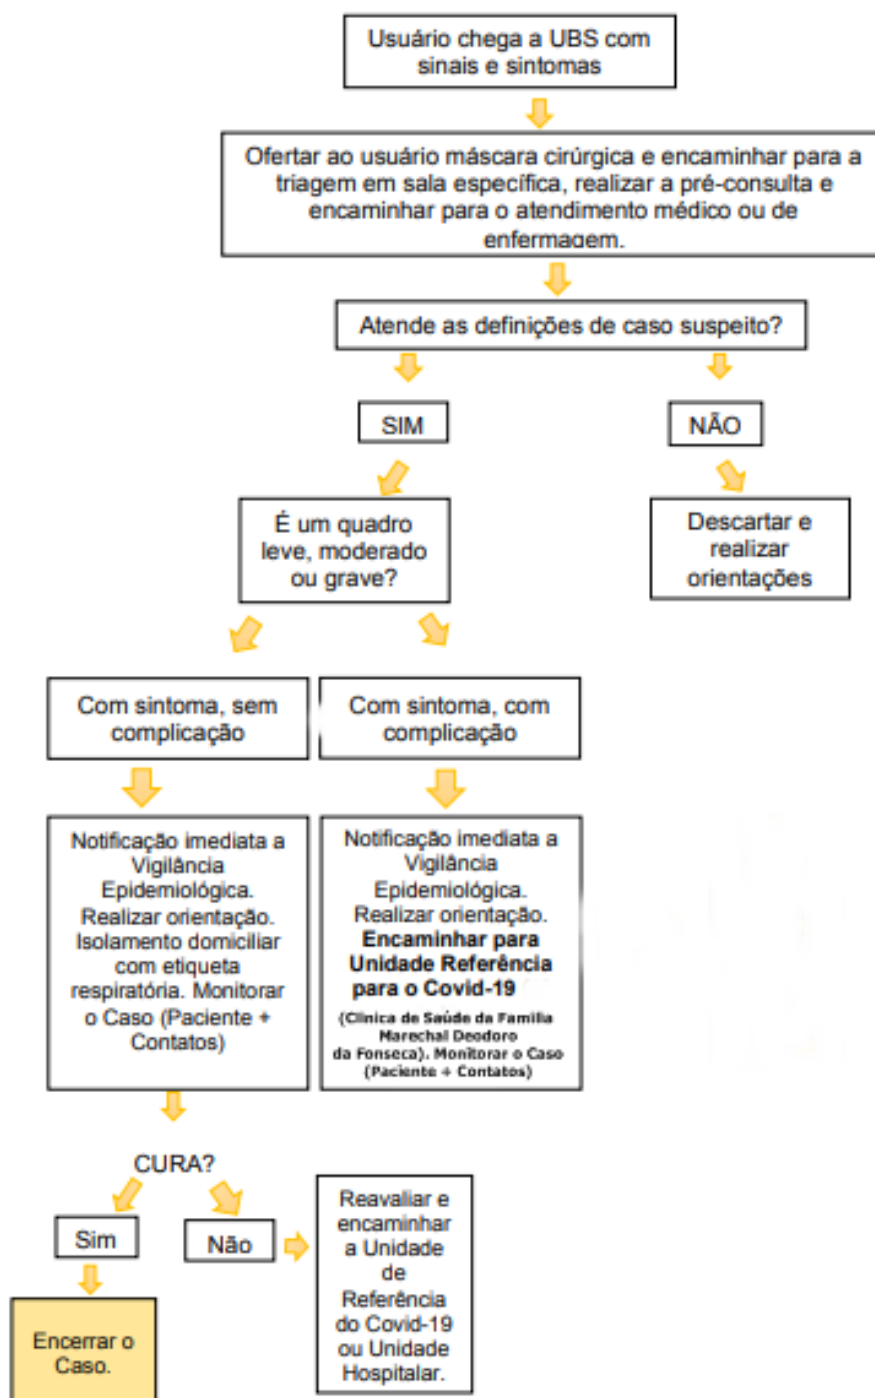 Usuário chega a UBS com
sinais e sintomas
Ofertar ao usuário máscara cirúrgica e encaminhar para a
triagem em sala específica, realizar a pré-consulta e
encaminhar para o atendimento médico ou de
enfermagem.
Atende as definições de caso suspeito?
SIM
NÃO
É um quadro
leve, moderado
ou grave?
Descartar e
realizar
orientações
Com sintoma, sem
complicação
Com sintoma, com
complicação
Notificação imediata a
Vigilância
Epidemiológica.
Realizar orientação.
Isolamento domiciliar
com etiqueta
respiratória. Monitorar
o Caso (Paciente +
Contatos)
Notificação imediata a
Vigilância
Epidemiológica.
Realizar orientação.
Encaminhar para
Unidade Referência
para o Covid-19
(Clinica de Saúde da Familia
Marechal Deodoro
da Fonseca). Monitorar o Caso
(Paciente + Contatos)
CURA?
Sim
Não
Reavaliar e
encaminhar
a Unidade
de
Referência
do Covid-19
ou Unidade
Hospitalar.
Encerrar o
Caso.